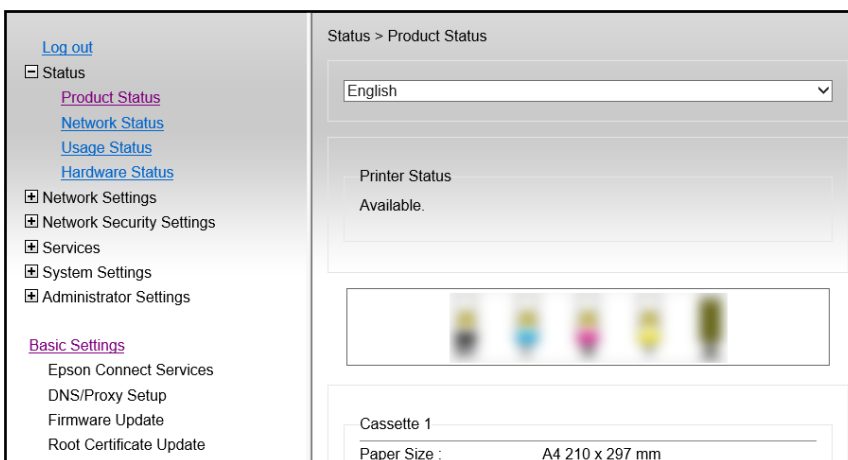 Log out
Status
Product Status
Network Status
Usage Status
Hardware Status
Network Settings
Network Security Settings
Services
System Settings
Administrator Settings
Basic Settings
Epson Connect Services
DNS/Proxy Setup
Firmware Update
Root Certificate Update
Status > Product Status
English
Printer Status
Available.
Cassette 1
Paper Size : A4 210 x 297 mm